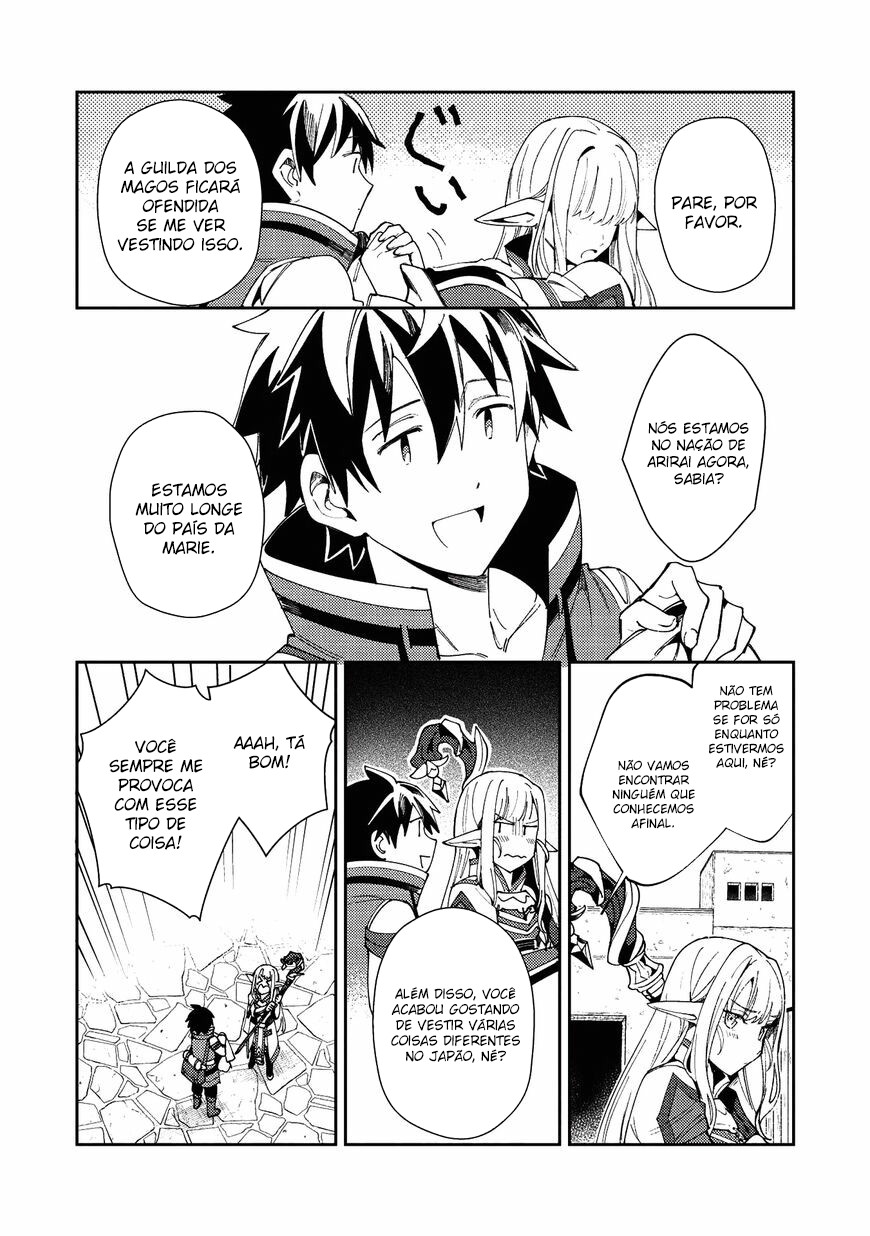 PARE, POR
FAVOR.
ぐい
A GUILDA DOS
MAGOS FICARÁ
OFENDIDA
SE ME VER
VESTINDO ISSO.
NÓS ESTAMOS
NO NAÇÃO DE
ARIRAI AGORA,
SABIA?
ESTAMOS
MUITO LONGE
DO PAÍS DA
MARIE.
NÃO TEM
PROBLEMA
SE FOR SÓ
ENQUANTO
ESTIVERMOS
AQUI, NÉ?
NÃO VAMOS
ENCONTRAR
NINGUÉM QUE
CONHECEMOS
AFINAL.
ALÉM DISSO, VOCÊ
ACABOU GOSTANDO
DE VESTIR VÁRIAS
COISAS DIFERENTES
NO JAPÃO, NÉ?
AAAH, TÁ
BOM!
VOCÊ
SEMPRE ME
PROVOCA
COM ESSE
TIPO DE
COISA!